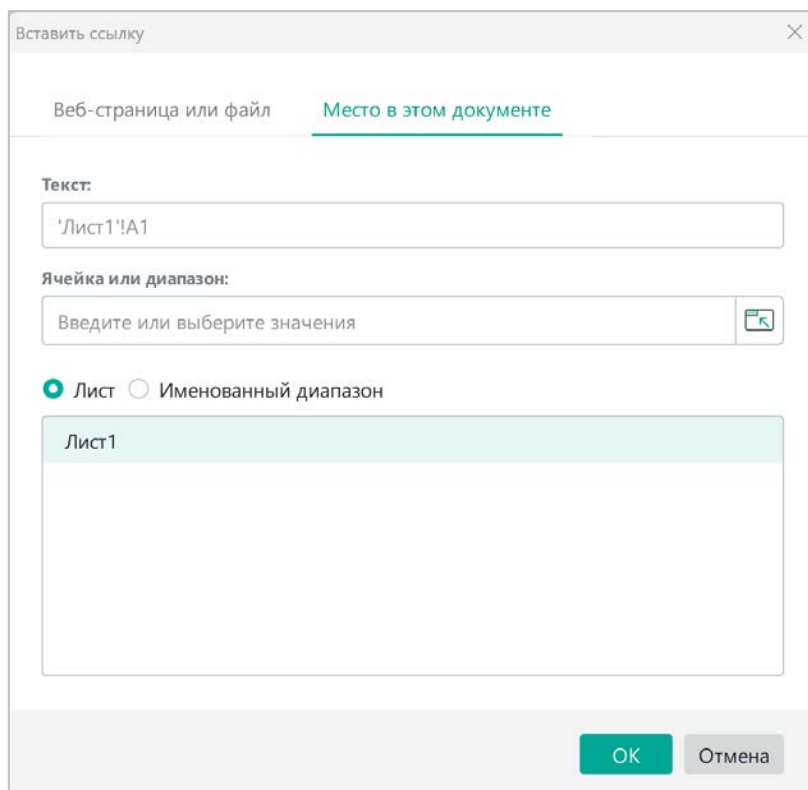 Вставить ссылку
Веб-страница или файл Место в этом документе
Текст:
'Лист1'!A1
Ячейка или диапазон:
Введите или выберите значения
Лист Именованный диапазон
Лист1
OK Отмена